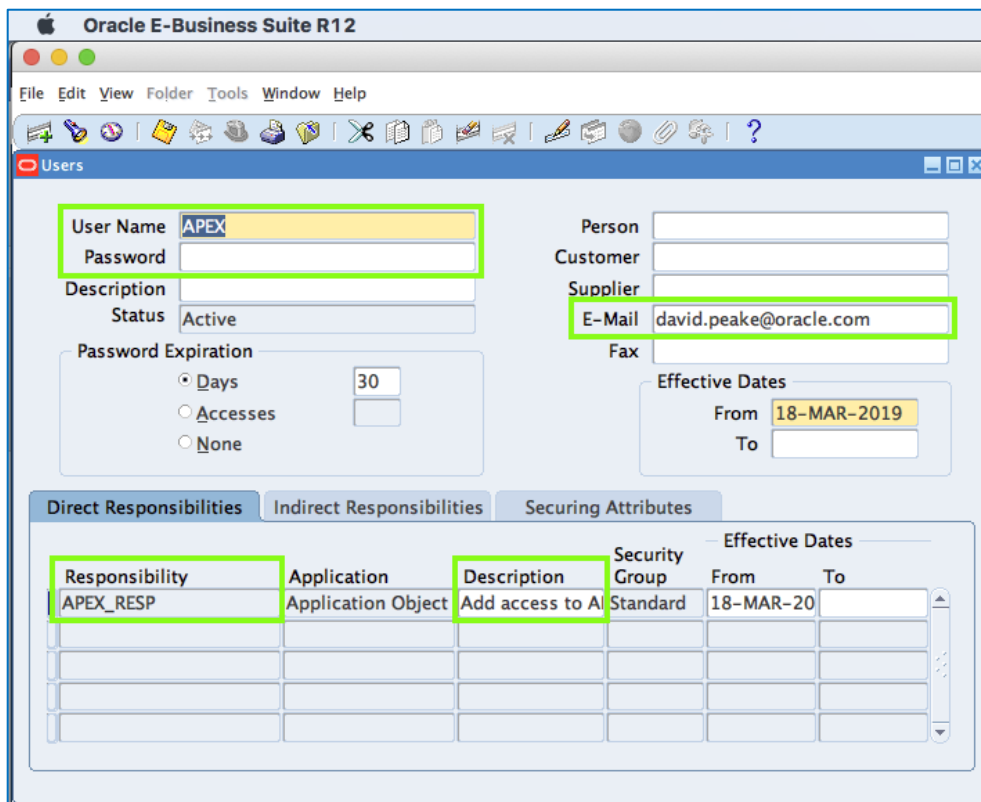 Oracle E-Business Suite R12
File Edit View Folder Tools Window Help
Users
User Name APEX
Password
Description
Status Active
Person
Customer
Supplier
E-Mail david.peake@oracle.com
Fax
Password Expiration
Days 30
Accesses
None
Effective Dates
From 18-MAR-2019
To
Direct Responsibilities Indirect Responsibilities Securing Attributes
Effective Dates
Responsibility Application Description Security Group From To
APEX_RESP Application Object Add access to Al Standard 18-MAR-20